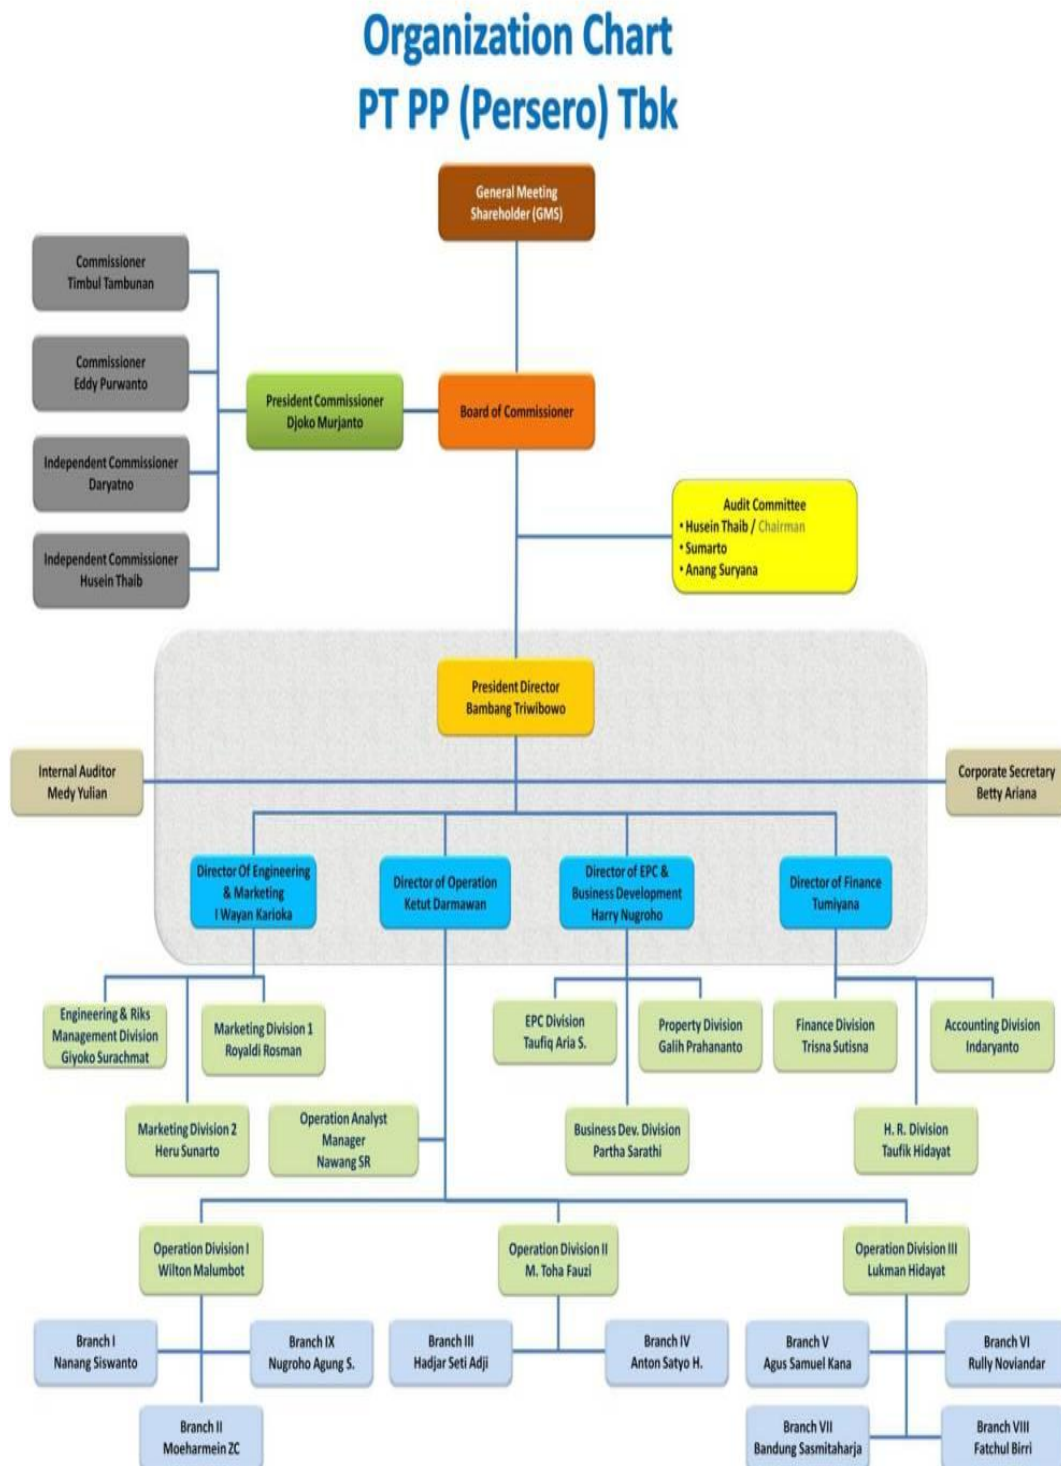 Organization Chart
PT PP (Persero) Tbk
General Meeting
Shareholder (GMS)
Commissioner
Timbul Tambunan
Commissioner
Eddy Purwanto
President Commissioner
Djoko Murjanto
Board of Commissioner
Independent Commissioner
Daryatno
Independent Commissioner
Husein Thaib
Audit Committee
• Husein Thaib / Chairman
• Sumarto
• Anang Suryana
President Director
Bambang Triwibowo
Internal Auditor
Medy Yulian
Corporate Secretary
Betty Ariana
Director Of Engineering
& Marketing
I Wayan Karioka
Director of Operation
Ketut Darmawan
Director of EPC &
Business Development
Harry Nugroho
Director of Finance
Tumiyana
Engineering & Riks
Management Division
Giyoko Surachmat
Marketing Division 1
Royaldi Rosman
EPC Division
Taufiq Aria S.
Property Division
Galih Prahananto
Finance Division
Trisna Sutisna
Accounting Division
Indaryanto
Marketing Division 2
Heru Sunarto
Operation Analyst
Manager
Nawang SR
Business Dev. Division
Partha Sarathi
H. R. Division
Taufik Hidayat
Operation Division I
Wilton Malumbot
Operation Division II
M. Toha Fauzi
Operation Division III
Lukman Hidayat
Branch I
Nanang Siswanto
Branch IX
Nugroho Agung S.
Branch III
Hadjar Seti Adji
Branch IV
Anton Satyo H.
Branch V
Agus Samuel Kana
Branch VI
Rully Noviandar
Branch II
Moeharmein ZC
Branch VII
Bandung Sasmitaharja
Branch VIII
Fatchul Birri